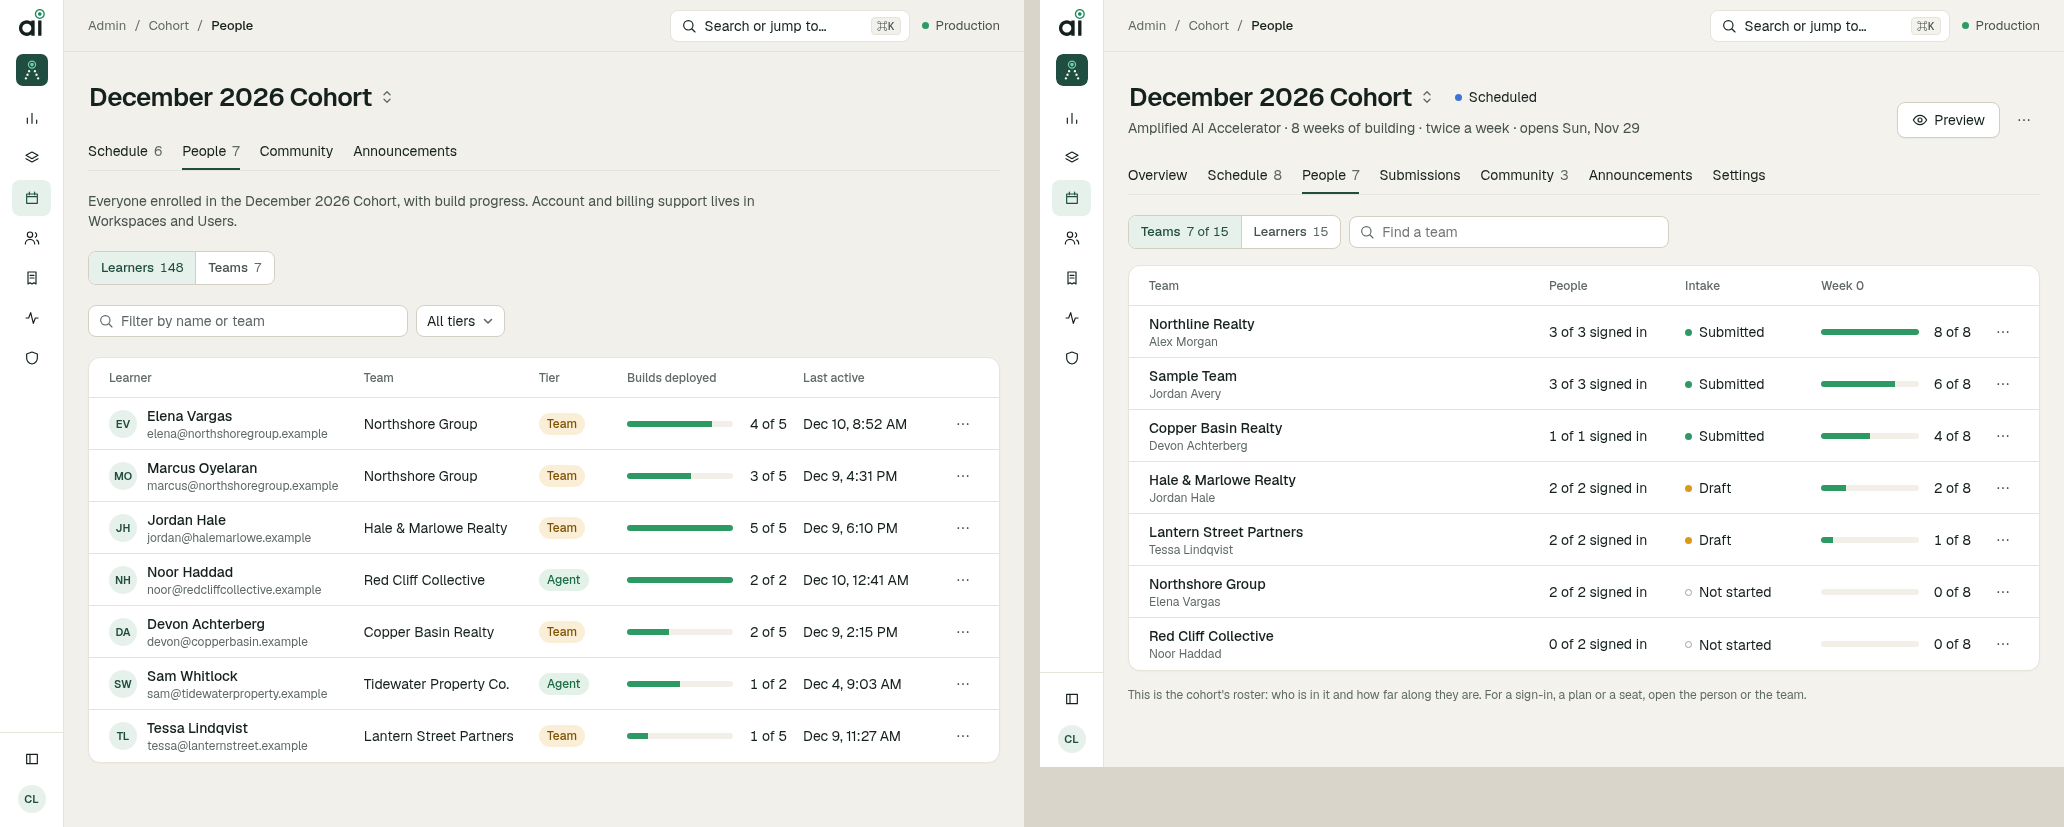 ai
Admin / Cohort / People
Search or jump to... ⌘K
Production
December 2026 Cohort
Schedule 6 People 7 Community Announcements
Everyone enrolled in the December 2026 Cohort, with build progress. Account and billing support lives in
Workspaces and Users.
Learners 148 Teams 7
Filter by name or team All tiers
Learner Team Tier Builds deployed Last active
EV Elena Vargas Northshore Group Team 4 of 5 Dec 10, 8:52 AM ...
elena@northshoregroup.example
MO Marcus Oyelaran Northshore Group Team 3 of 5 Dec 9, 4:31 PM ...
marcus@northshoregroup.example
JH Jordan Hale Hale & Marlowe Realty Team 5 of 5 Dec 9, 6:10 PM ...
jordan@halemarlowe.example
NH Noor Haddad Red Cliff Collective Agent 2 of 2 Dec 10, 12:41 AM ...
noor@redcliffcollective.example
DA Devon Achterberg Copper Basin Realty Team 2 of 5 Dec 9, 2:15 PM ...
devon@copperbasin.example
SW Sam Whitlock Tidewater Property Co. Agent 1 of 2 Dec 4, 9:03 AM ...
sam@tidewaterproperty.example
TL Tessa Lindqvist Lantern Street Partners Team 1 of 5 Dec 9, 11:27 AM ...
tessa@lanternstreet.example
CL
ai
Admin / Cohort / People
Search or jump to... ⌘K
Production
December 2026 Cohort Scheduled
Amplified AI Accelerator · 8 weeks of building · twice a week · opens Sun, Nov 29
Preview ...
Overview Schedule 8 People 7 Submissions Community 3 Announcements Settings
Teams 7 of 15 Learners 15 Find a team
Team People Intake Week 0
Northline Realty 3 of 3 signed in Submitted 8 of 8 ...
Alex Morgan
Sample Team 3 of 3 signed in Submitted 6 of 8 ...
Jordan Avery
Copper Basin Realty 1 of 1 signed in Submitted 4 of 8 ...
Devon Achterberg
Hale & Marlowe Realty 2 of 2 signed in Draft 2 of 8 ...
Jordan Hale
Lantern Street Partners 2 of 2 signed in Draft 1 of 8 ...
Tessa Lindqvist
Northshore Group 2 of 2 signed in Not started 0 of 8 ...
Elena Vargas
Red Cliff Collective 0 of 2 signed in Not started 0 of 8 ...
Noor Haddad
This is the cohort's roster: who is in it and how far along they are. For a sign-in, a plan or a seat, open the person or the team.
CL